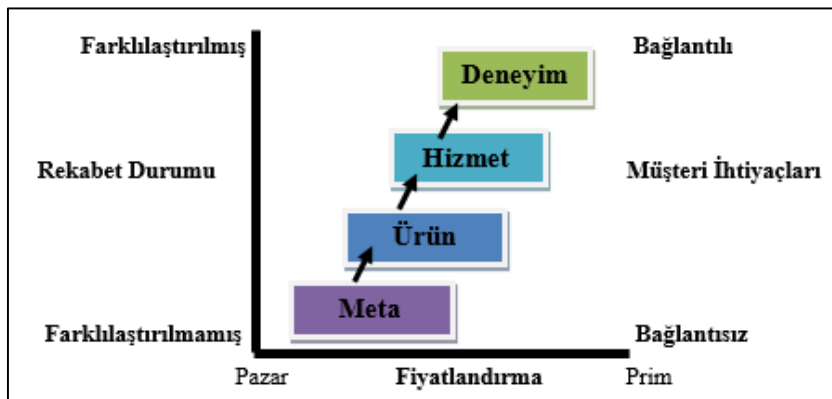 Farklılaştırılmış
Bağlantılı
Deneyim
Hizmet
Rekabet Durumu
Müşteri İhtiyaçları
Ürün
Meta
Farklılaştırılmamış
Bağlantısız
Pazar
Fiyatlandırma
Prim